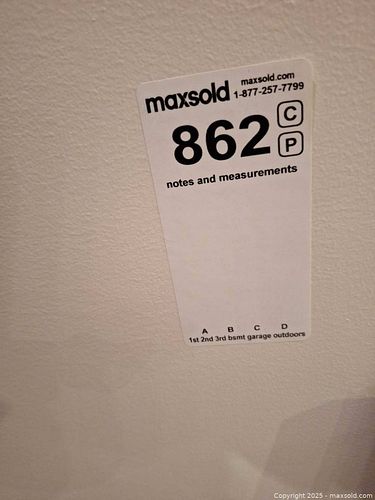 maxsold
maxsold.com
1-877-257-7799
862
C
P
notes and measurements
A B C D
1st 2nd 3rd bsmt garage outdoors
Copyright 2025 - maxsold.com